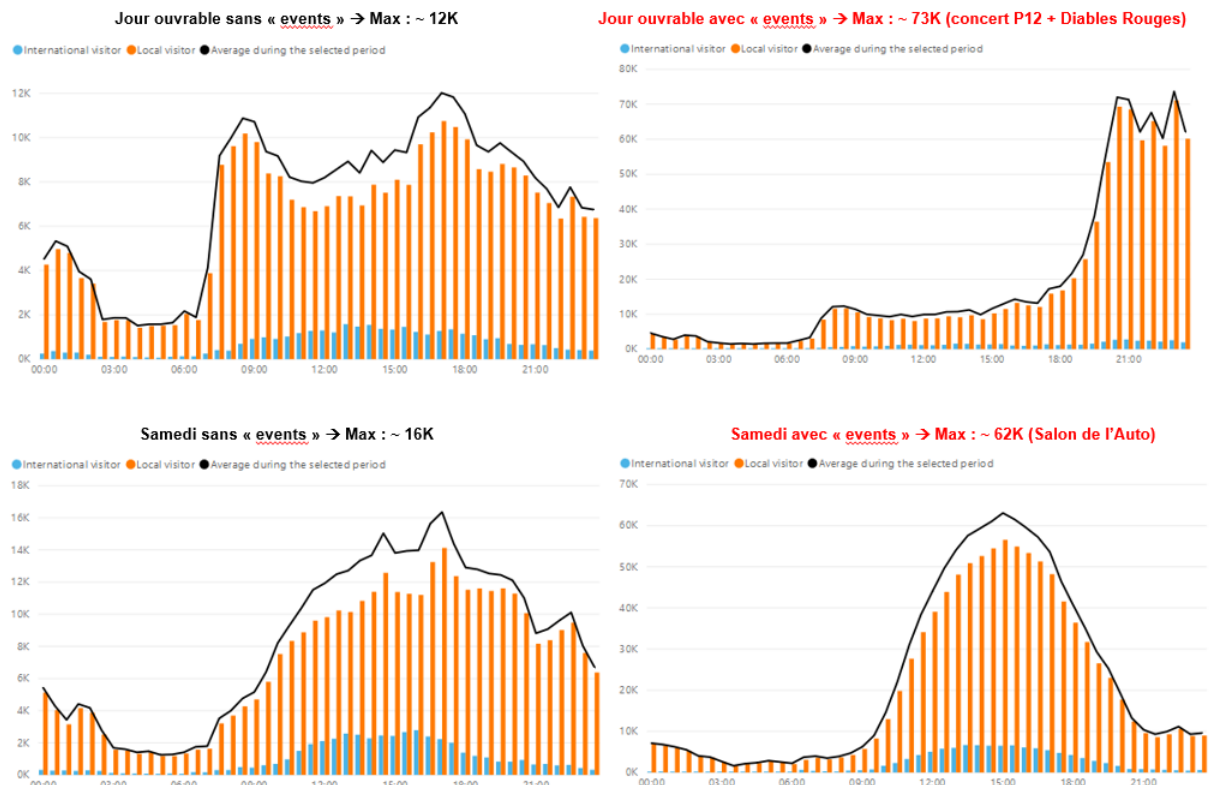 Jour ouvrable sans « events » → Max : ~ 12K
International visitor Local visitor Average during the selected period
12K
10K
8K
6K
4K
2K
0K
00:00 03:00 06:00 09:00 12:00 15:00 18:00 21:00
Jour ouvrable avec « events » → Max : ~ 73K (concert P12 + Diables Rouges)
International visitor Local visitor Average during the selected period
80K
70K
60K
50K
40K
30K
20K
10K
0K
00:00 03:00 06:00 09:00 12:00 15:00 18:00 21:00
Samedi sans « events » → Max : ~ 16K
International visitor Local visitor Average during the selected period
18K
16K
14K
12K
10K
8K
6K
4K
2K
0K
00:00 03:00 06:00 09:00 12:00 15:00 18:00 21:00
Samedi avec « events » → Max : ~ 62K (Salon de l'Auto)
International visitor Local visitor Average during the selected period
70K
60K
50K
40K
30K
20K
10K
0K
00:00 03:00 06:00 09:00 12:00 15:00 18:00 21:00